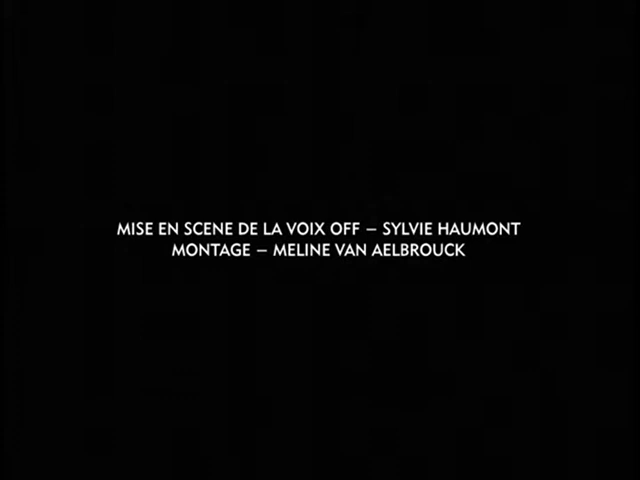 MISE EN SCENE DE LA VOIX OFF – SYLVIE HAUMONT
MONTAGE – MELINE VAN AELBROUCK